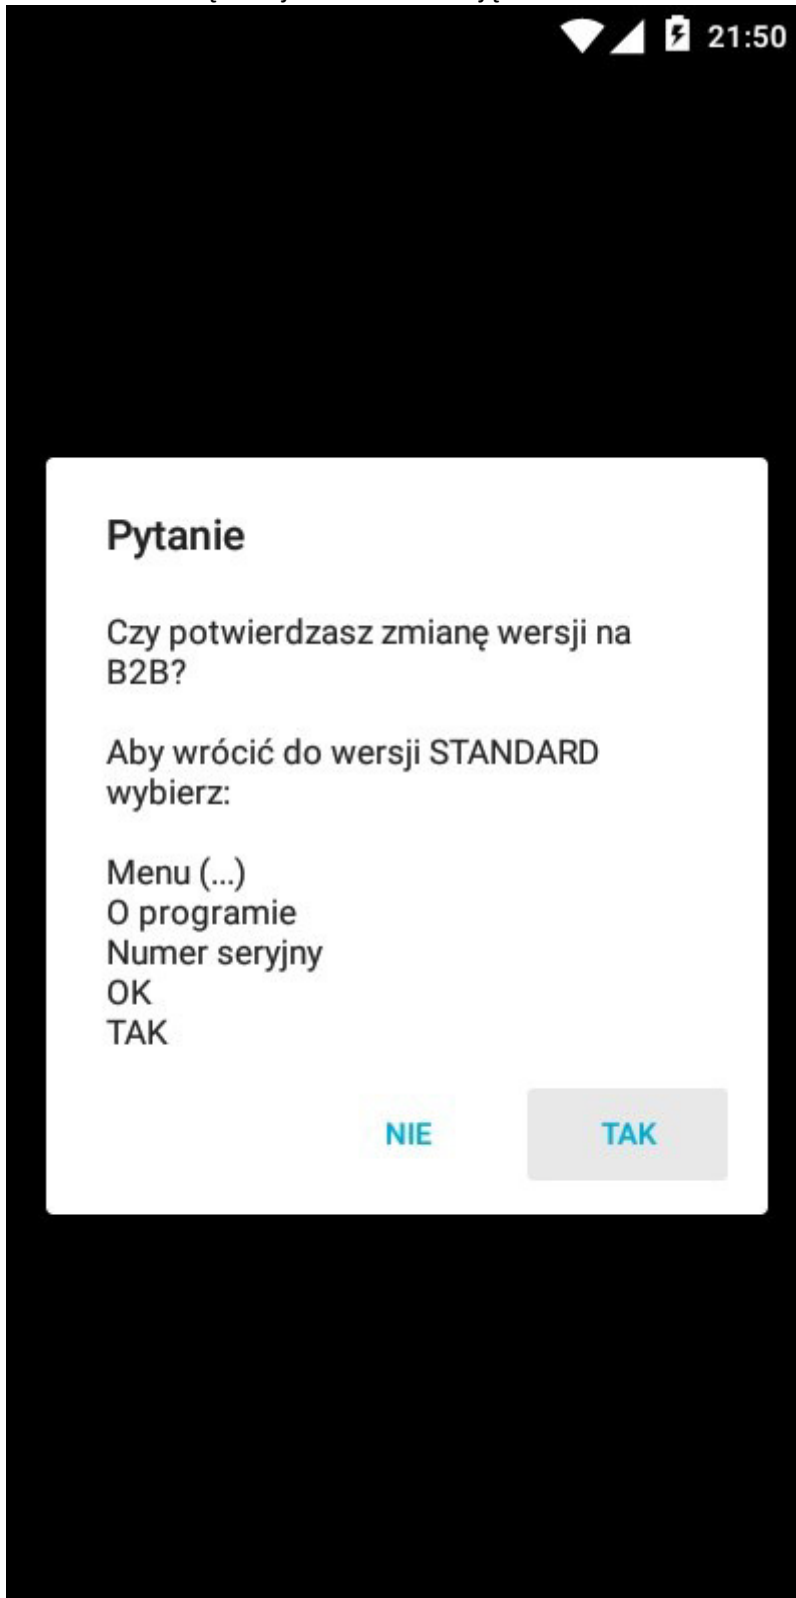 21:50
Pytanie
Czy potwierdzasz zmianę wersji na
B2B?
Aby wrócić do wersji STANDARD
wybierz:
Menu (...)
O programie
Numer seryjny
OK
TAK
NIE TAK